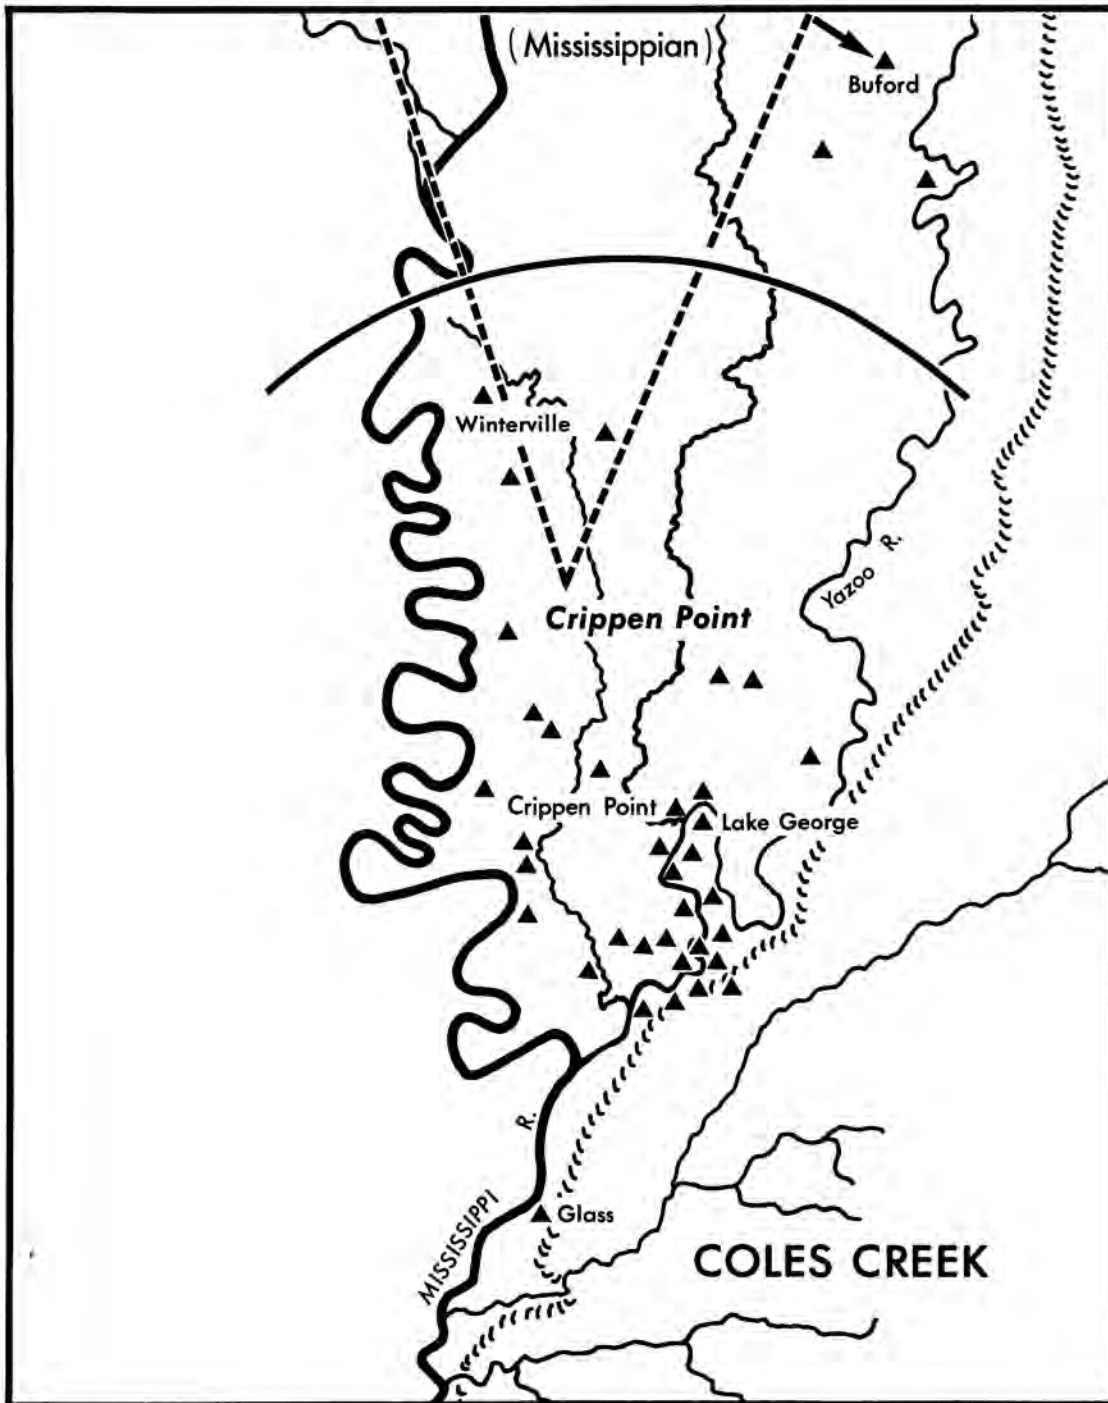 (Mississippian)
Buford
Winterville
Yazoo R.
Crippen Point
Crippen Point
Lake George
MISSISSIPPI R.
Glass
COLES CREEK